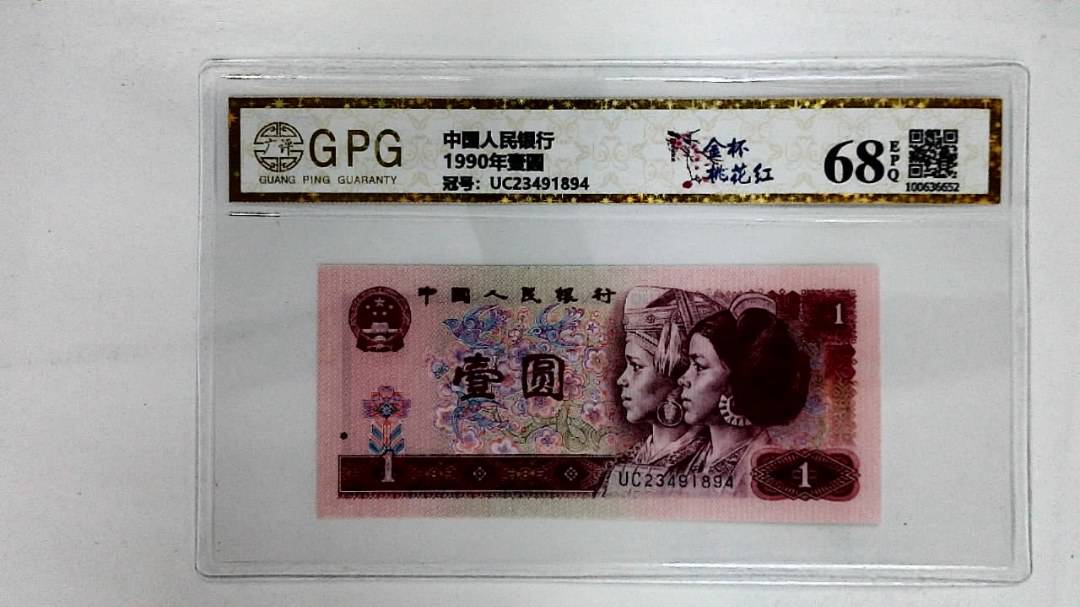 广评
GPG
GUANG PING GUARANTY
中国人民银行
1990年壹圆
冠号：UC23491894
金杯
桃花红
68
EPQ
100636652
中国人民银行
壹圆
1
1
UC23491894
1